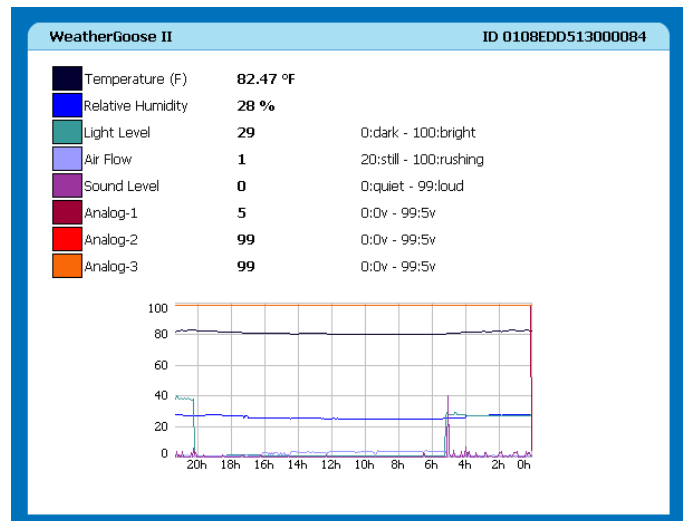 WeatherGoose II ID 0108EDD513000084
Temperature (F) 82.47 ºF
Relative Humidity 28 %
Light Level 29 0:dark - 100:bright
Air Flow 1 20:still - 100:rushing
Sound Level 0 0:quiet - 99:loud
Analog-1 5 0:0v - 99:5v
Analog-2 99 0:0v - 99:5v
Analog-3 99 0:0v - 99:5v
100
80
60
40
20
0
20h 18h 16h 14h 12h 10h 8h 6h 4h 2h 0h